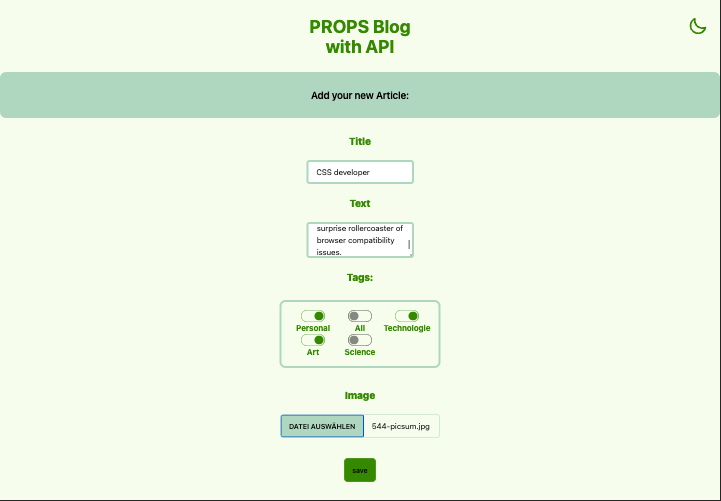 PROPS Blog
with API
Add your new Article:
Title
CSS developer
Text
surprise rollercoaster of
browser compatibility
issues.
Tags:
Personal All Technologie
Art Science
Image
DATEI AUSWÄHLEN 544-picsum.jpg
save